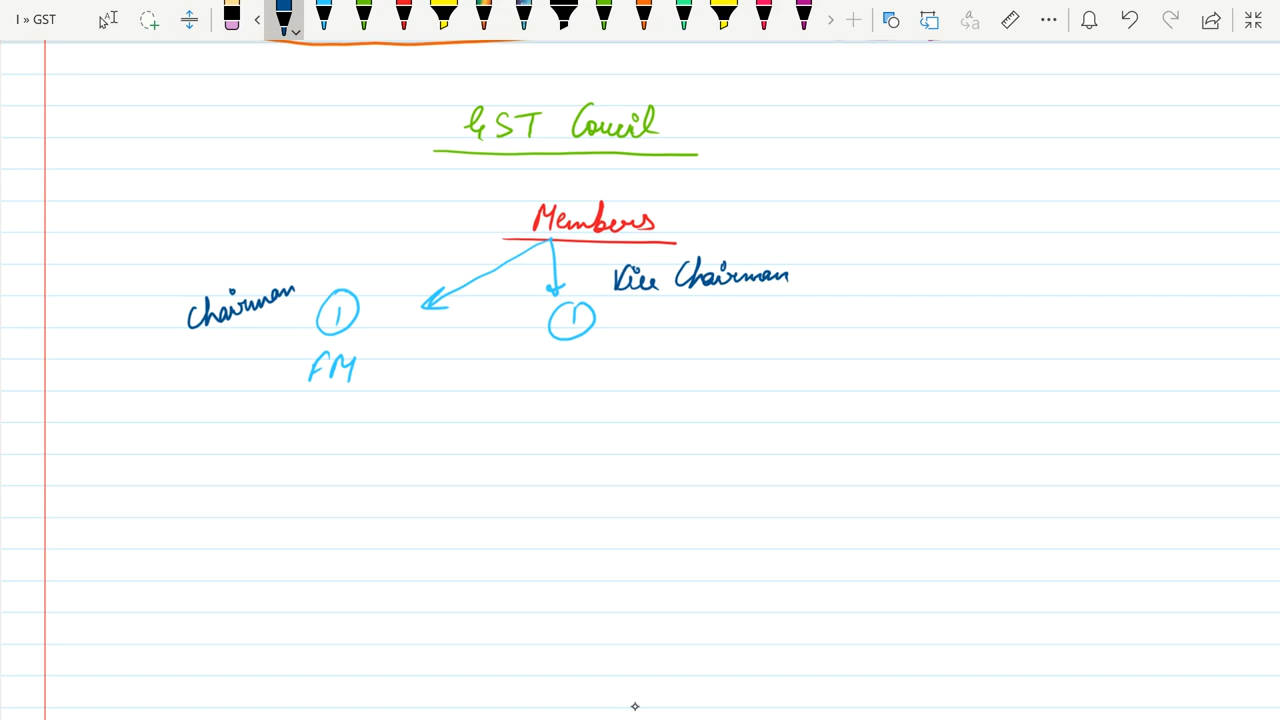 I » GST
GST Council
Members
Vice Chairman
Chairman 1 1
FM